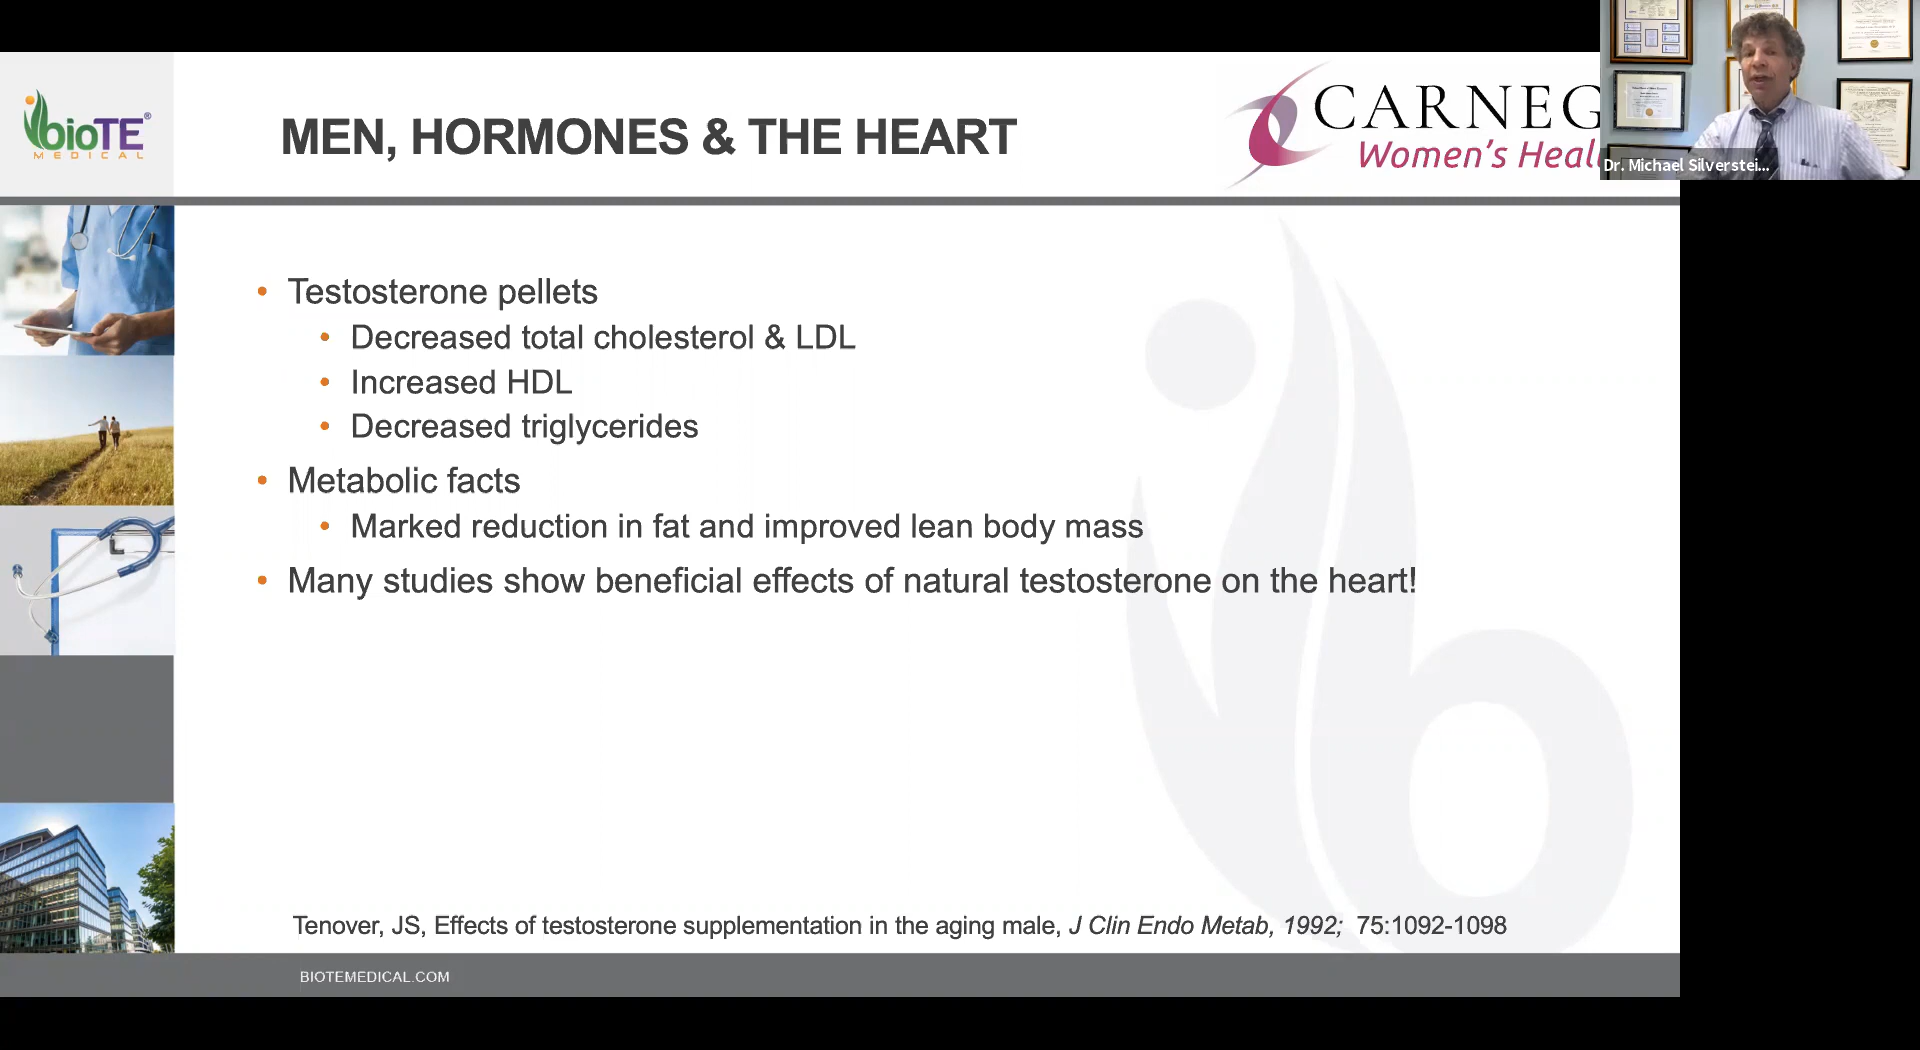 bioTE®
MEDICAL
MEN, HORMONES & THE HEART
CARNEG
Women's Heal
Dr. Michael Silverstei...
• Testosterone pellets
• Decreased total cholesterol & LDL
• Increased HDL
• Decreased triglycerides
• Metabolic facts
• Marked reduction in fat and improved lean body mass
• Many studies show beneficial effects of natural testosterone on the heart!
Tenover, JS, Effects of testosterone supplementation in the aging male, J Clin Endo Metab, 1992; 75:1092-1098
BIOTEMEDICAL.COM